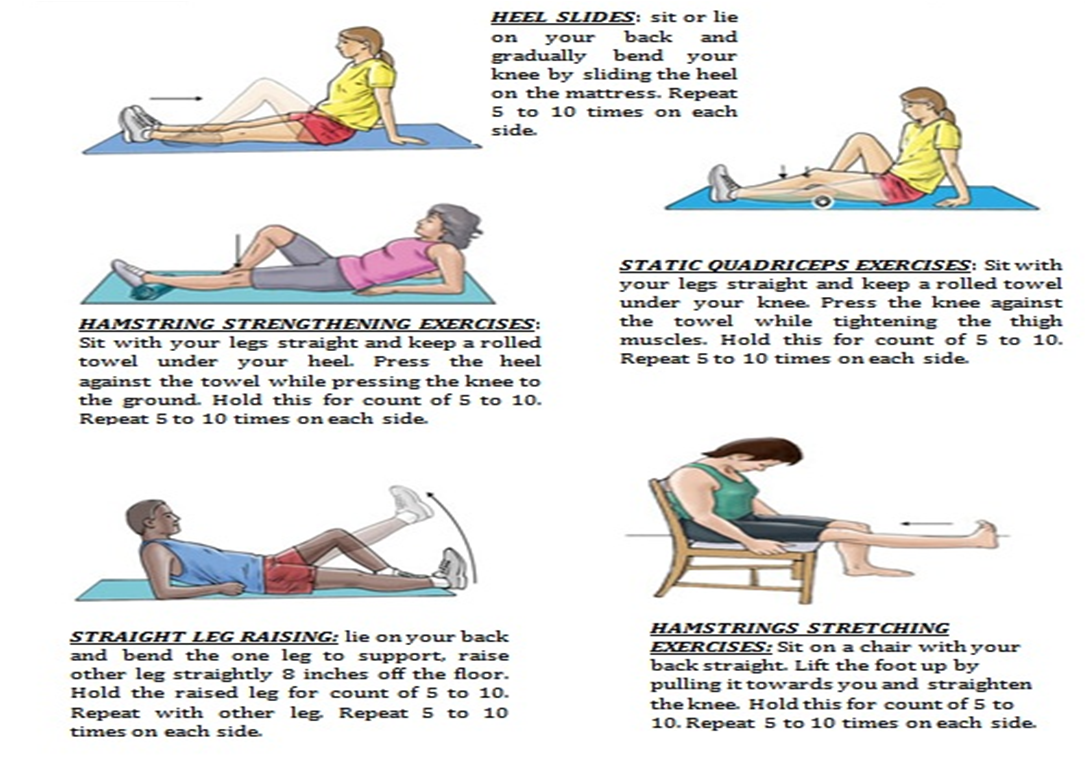 HEEL SLIDES: sit or lie
on your back and
gradually bend your
knee by sliding the heel
on the mattress. Repeat
5 to 10 times on each
side.
STATIC QUADRICEPS EXERCISES: Sit with
your legs straight and keep a rolled towel
under your knee. Press the knee against
the towel while tightening the thigh
muscles. Hold this for count of 5 to 10.
Repeat 5 to 10 times on each side.
HAMSTRING STRENGTHENING EXERCISES:
Sit with your legs straight and keep a rolled
towel under your heel. Press the heel
against the towel while pressing the knee to
the ground. Hold this for count of 5 to 10.
Repeat 5 to 10 times on each side.
STRAIGHT LEG RAISING: lie on your back
and bend the one leg to support, raise
other leg straightly 8 inches off the floor.
Hold the raised leg for count of 5 to 10.
Repeat with other leg. Repeat 5 to 10
times on each side.
HAMSTRINGS STRETCHING
EXERCISES: Sit on a chair with your
back straight. Lift the foot up by
pulling it towards you and straighten
the knee. Hold this for count of 5 to
10. Repeat 5 to 10 times on each side.